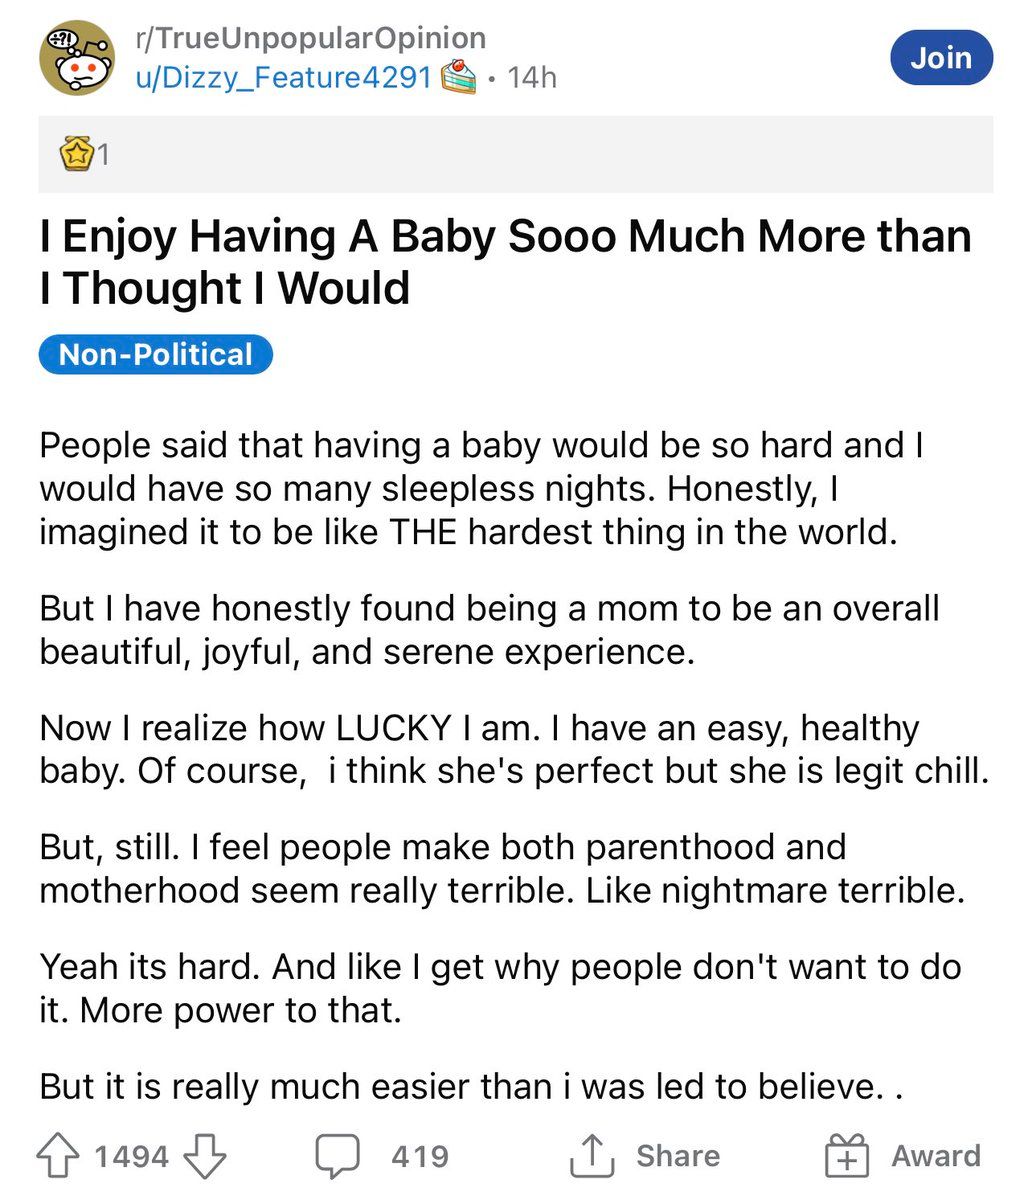 r/TrueUnpopularOpinion
u/Dizzy_Feature4291 • 14h
Join
1
I Enjoy Having A Baby Sooo Much More than
I Thought I Would
Non-Political
People said that having a baby would be so hard and I
would have so many sleepless nights. Honestly, I
imagined it to be like THE hardest thing in the world.
But I have honestly found being a mom to be an overall
beautiful, joyful, and serene experience.
Now I realize how LUCKY I am. I have an easy, healthy
baby. Of course,  i think she's perfect but she is legit chill.
But, still. I feel people make both parenthood and
motherhood seem really terrible. Like nightmare terrible.
Yeah its hard. And like I get why people don't want to do
it. More power to that.
But it is really much easier than i was led to believe. .
1494 419 Share Award